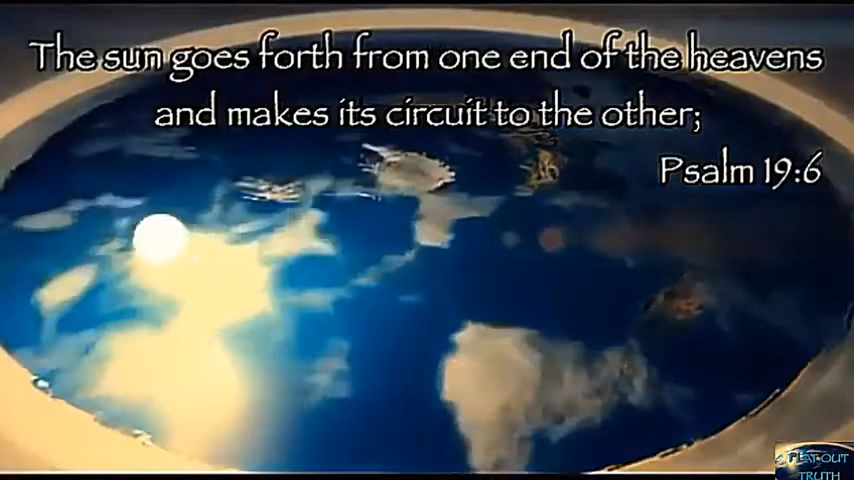 The sun goes forth from one end of the heavens
and makes its circuit to the other;
Psalm 19:6
FLAT OUT
TRUTH